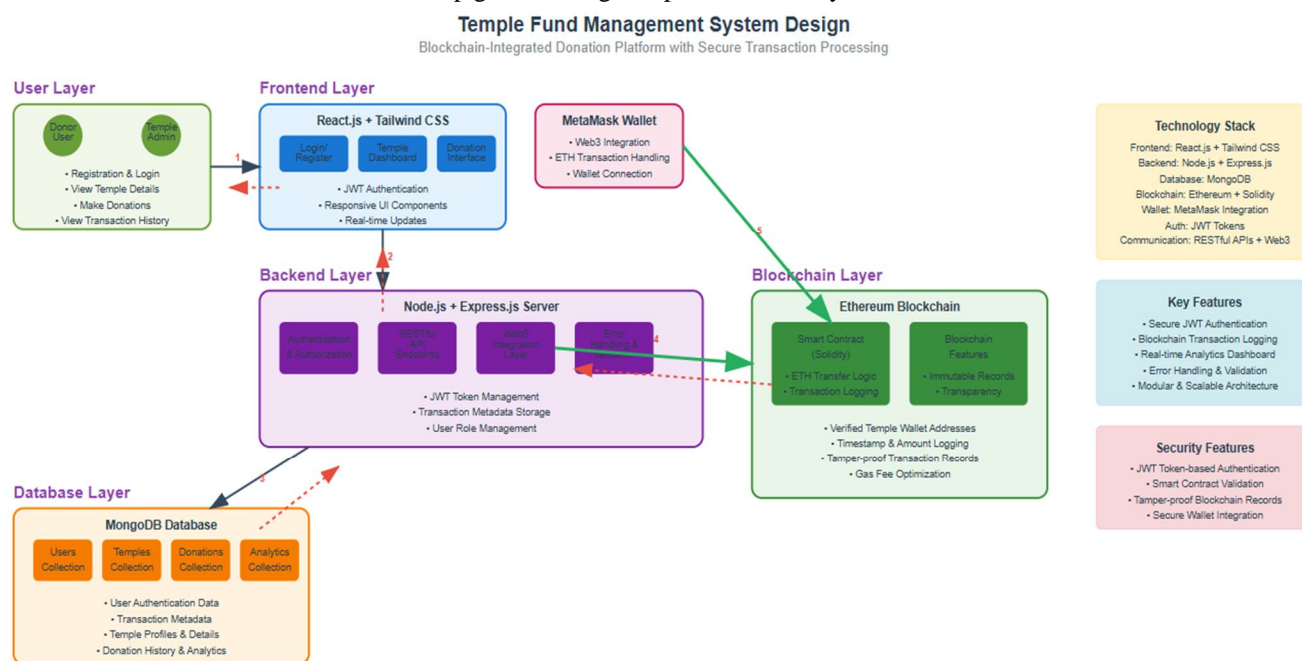 Temple Fund Management System Design
Blockchain-Integrated Donation Platform with Secure Transaction Processing
User Layer
Donor
User
Temple
Admin
• Registration & Login
• View Temple Details
• Make Donations
• View Transaction History
1
Frontend Layer
React.js + Tailwind CSS
Login/
Register
Temple
Dashboard
Donation
Interface
• JWT Authentication
• Responsive UI Components
• Real-time Updates
2
MetaMask Wallet
• Web3 Integration
• ETH Transaction Handling
• Wallet Connection
5
Backend Layer
Node.js + Express.js Server
Authentication
& Authorization
RESTful
API
Endpoints
Web3
Integration
Layer
Error
Handling &
4
• JWT Token Management
• Transaction Metadata Storage
• User Role Management
3
Blockchain Layer
Ethereum Blockchain
Smart Contract
(Solidity)
• ETH Transfer Logic
• Transaction Logging
Blockchain
Features
• Immutable Records
• Transparency
• Verified Temple Wallet Addresses
• Timestamp & Amount Logging
- Tamper-proof Transaction Records
• Gas Fee Optimization
Database Layer
MongoDB Database
Users
Collection
Temples
Collection
Donations
Collection
Analytics
Collection
• User Authentication Data
• Transaction Metadata
• Temple Profiles & Details
• Donation History & Analytics
Technology Stack
Frontend: React.js + Tailwind CSS
Backend: Node.js + Express.js
Database: MongoDB
Blockchain: Ethereum + Solidity
Wallet: MetaMask Integration
Auth: JWT Tokens
Communication: RESTful APIs + Web3
Key Features
• Secure JWT Authentication
• Blockchain Transaction Logging
• Real-time Analytics Dashboard
• Error Handling & Validation
• Modular & Scalable Architecture
Security Features
• JWT Token-based Authentication
• Smart Contract Validation
• Tamper-proof Blockchain Records
• Secure Wallet Integration